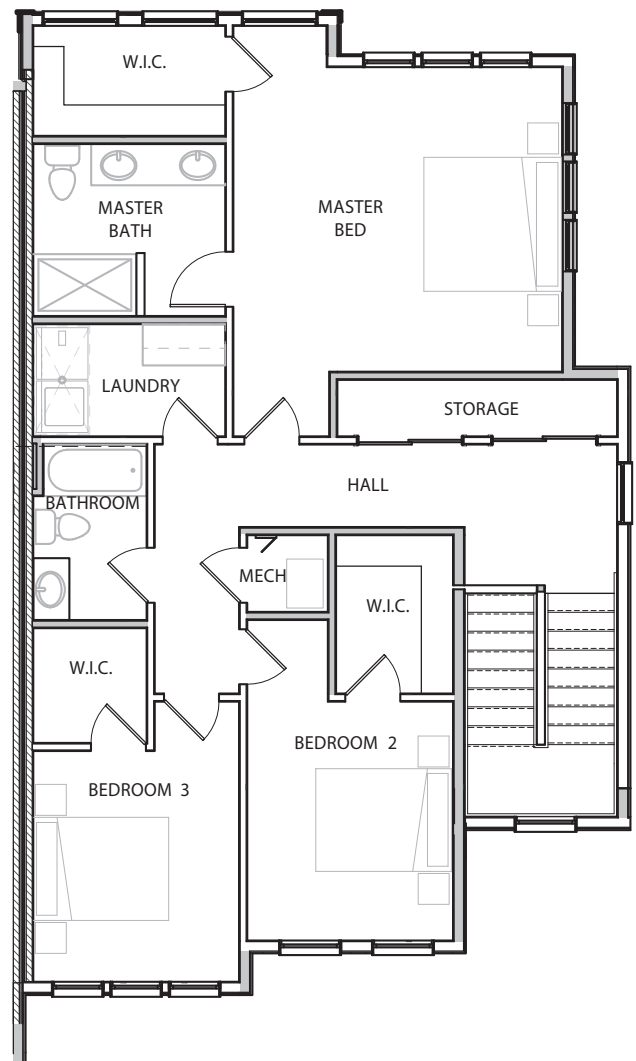 W.I.C.
MASTER
BATH
MASTER
BED
LAUNDRY
STORAGE
HALL
BATHROOM
MECH
W.I.C.
W.I.C.
BEDROOM 2
BEDROOM 3